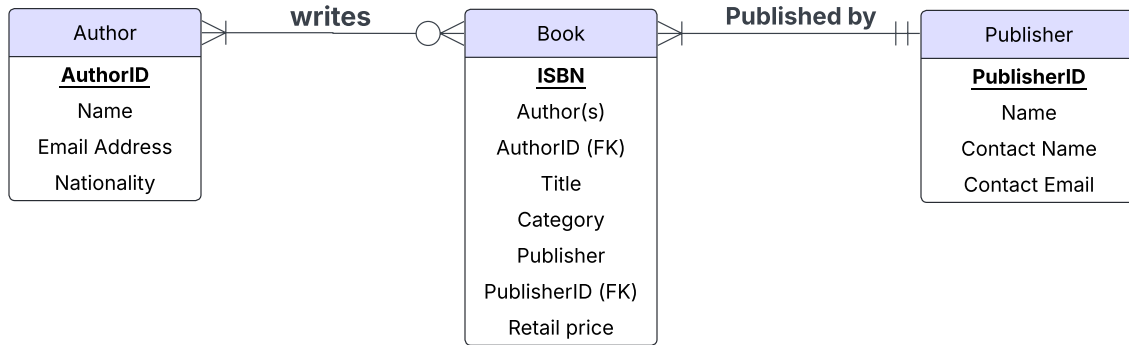 Author
AuthorID
Name
Email Address
Nationality
writes
Book
ISBN
Author(s)
AuthorID (FK)
Title
Category
Publisher
PublisherID (FK)
Retail price
Published by
Publisher
PublisherID
Name
Contact Name
Contact Email